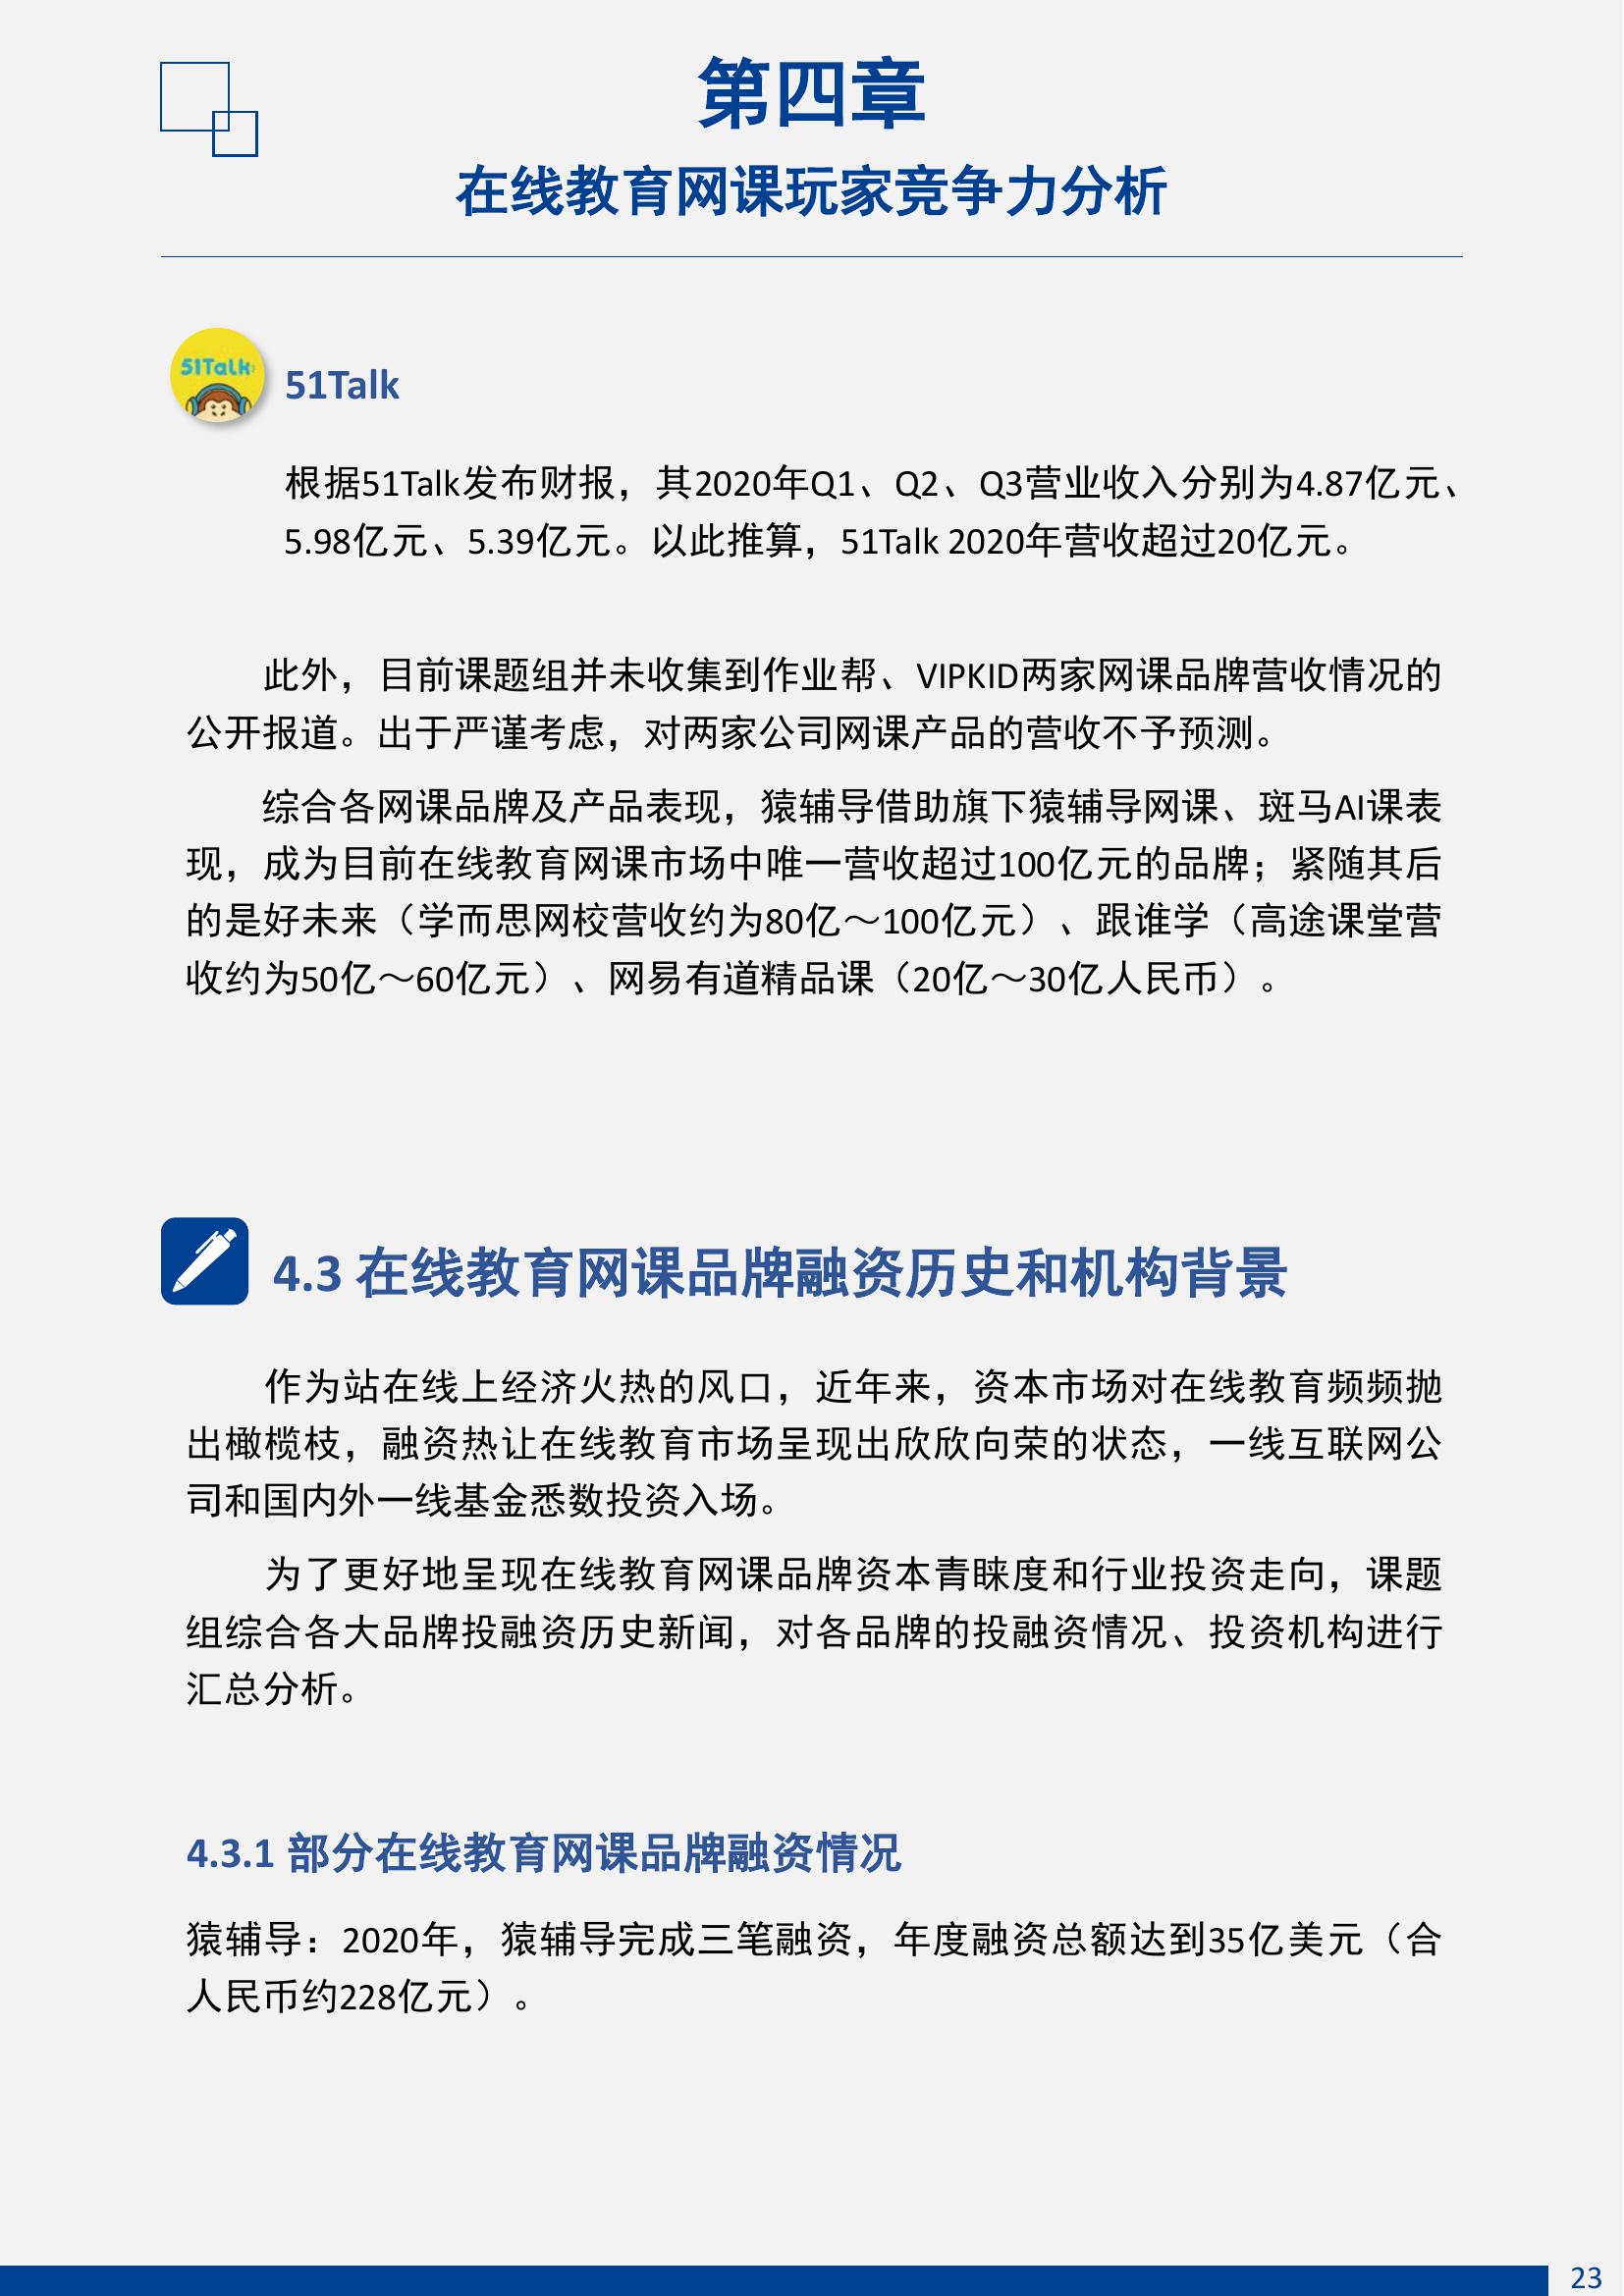 第四章
在线教育网课玩家竞争力分析
51Talk
51Talk
根据51Talk发布财报，其2020年Q1、Q2、Q3营业收入分别为4.87亿元、
5.98亿元、5.39亿元。以此推算，51Talk 2020年营收超过20亿元。
此外，目前课题组并未收集到作业帮、VIPKID两家网课品牌营收情况的
公开报道。出于严谨考虑，对两家公司网课产品的营收不予预测。
综合各网课品牌及产品表现，猿辅导借助旗下猿辅导网课、斑马AI课表
现，成为目前在线教育网课市场中唯一营收超过100亿元的品牌；紧随其后
的是好未来（学而思网校营收约为80亿～100亿元）、跟谁学（高途课堂营
收约为50亿～60亿元）、网易有道精品课（20亿～30亿人民币）。
4.3 在线教育网课品牌融资历史和机构背景
作为站在线上经济火热的风口，近年来，资本市场对在线教育频频抛
出橄榄枝，融资热让在线教育市场呈现出欣欣向荣的状态，一线互联网公
司和国内外一线基金悉数投资入场。
为了更好地呈现在线教育网课品牌资本青睐度和行业投资走向，课题
组综合各大品牌投融资历史新闻，对各品牌的投融资情况、投资机构进行
汇总分析。
4.3.1 部分在线教育网课品牌融资情况
猿辅导：2020年，猿辅导完成三笔融资，年度融资总额达到35亿美元（合
人民币约228亿元）。
23